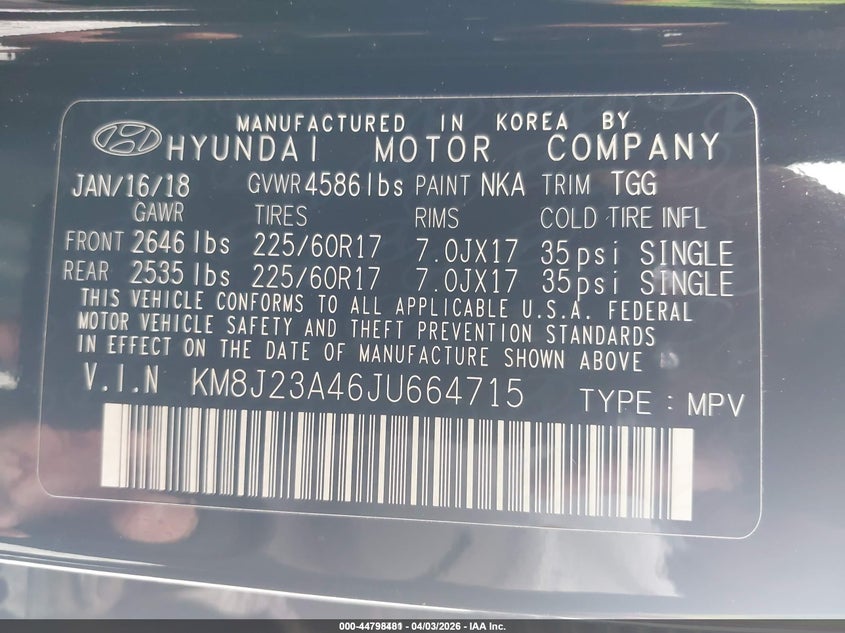 MANUFACTURED IN KOREA BY
HYUNDAI MOTOR COMPANY
JAN/16/18 GVWR 4586 lbs PAINT NKA TRIM TGG
GAWR TIRES RIMS COLD TIRE INFL
FRONT 2646 lbs 225/60R17 7.0JX17 35psi SINGLE
REAR 2535 lbs 225/60R17 7.0JX17 35psi SINGLE
THIS VEHICLE CONFORMS TO ALL APPLICABLE U.S.A. FEDERAL
MOTOR VEHICLE SAFETY AND THEFT PREVENTION STANDARDS
IN EFFECT ON THE DATE OF MANUFACTURE SHOWN ABOVE
V.I.N KM8J23A46JU664715 TYPE : MPV
000-44798481 - 04/03/2026 - IAA Inc.